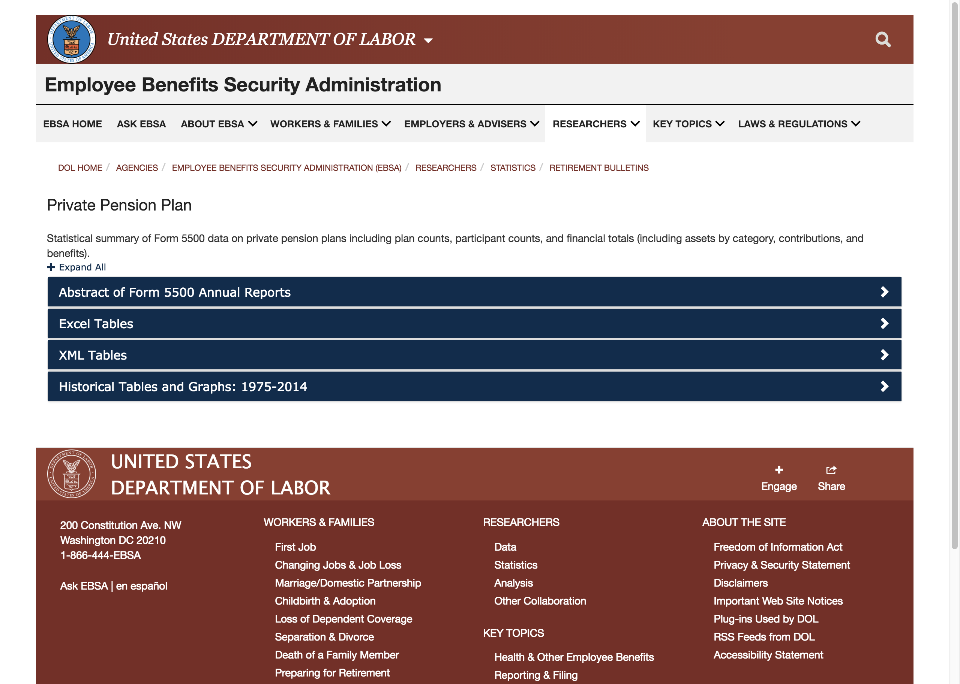 United States DEPARTMENT OF LABOR
Employee Benefits Security Administration
EBSA HOME ASK EBSA ABOUT EBSA WORKERS & FAMILIES EMPLOYERS & ADVISERS RESEARCHERS KEY TOPICS LAWS & REGULATIONS
DOL HOME / AGENCIES / EMPLOYEE BENEFITS SECURITY ADMINISTRATION (EBSA) / RESEARCHERS / STATISTICS / RETIREMENT BULLETINS
Private Pension Plan
Statistical summary of Form 5500 data on private pension plans including plan counts, participant counts, and financial totals (including assets by category, contributions, and
benefits).
+ Expand All
Abstract of Form 5500 Annual Reports
Excel Tables
XML Tables
Historical Tables and Graphs: 1975-2014
UNITED STATES
DEPARTMENT OF LABOR
Engage Share
200 Constitution Ave. NW
Washington DC 20210
1-866-444-EBSA
Ask EBSA | en español
WORKERS & FAMILIES
First Job
Changing Jobs & Job Loss
Marriage/Domestic Partnership
Childbirth & Adoption
Loss of Dependent Coverage
Separation & Divorce
Death of a Family Member
Preparing for Retirement
RESEARCHERS
Data
Statistics
Analysis
Other Collaboration
KEY TOPICS
Health & Other Employee Benefits
Reporting & Filing
ABOUT THE SITE
Freedom of Information Act
Privacy & Security Statement
Disclaimers
Important Web Site Notices
Plug-ins Used by DOL
RSS Feeds from DOL
Accessibility Statement